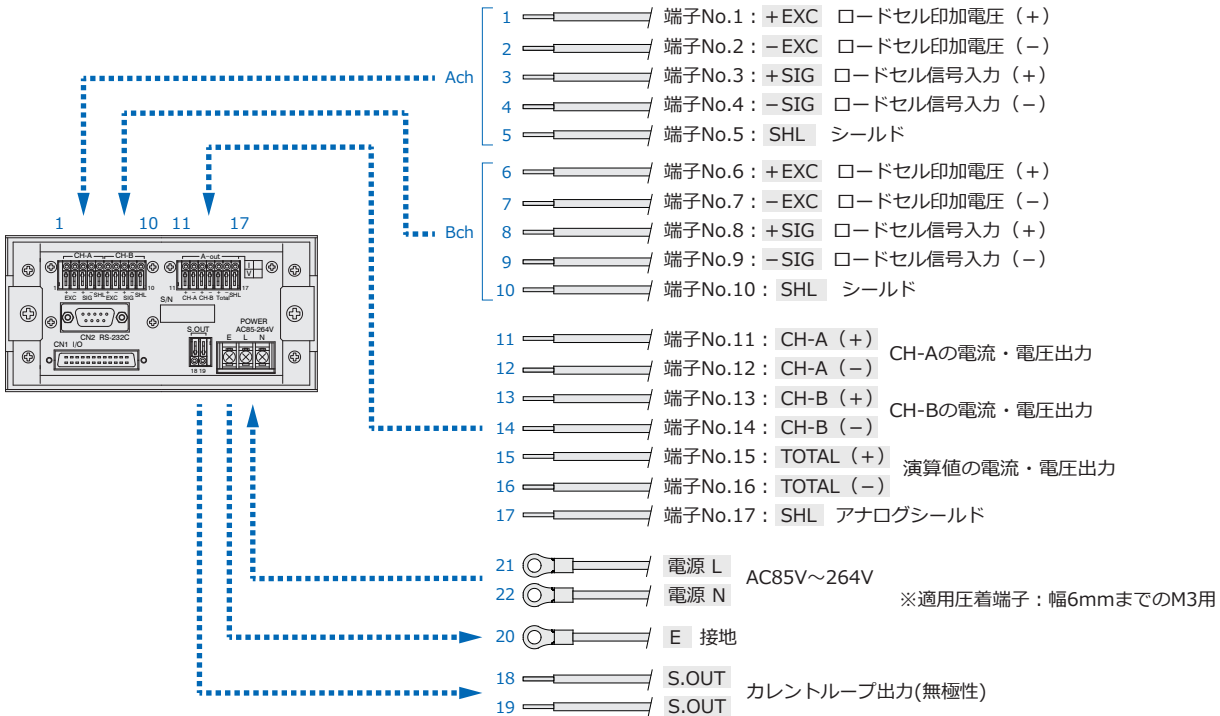 1 端子No.1: +EXC ロードセル印加電圧(+)
2 端子No.2: −EXC ロードセル印加電圧(−)
Ach 3 端子No.3: +SIG ロードセル信号入力(+)
4 端子No.4: −SIG ロードセル信号入力(−)
5 端子No.5: SHL シールド
6 端子No.6: +EXC ロードセル印加電圧(+)
7 端子No.7: −EXC ロードセル印加電圧(−)
Bch 8 端子No.8: +SIG ロードセル信号入力(+)
9 端子No.9: −SIG ロードセル信号入力(−)
10 端子No.10: SHL シールド
1 10 11 17
CH-A CH-B A-out
I
V
1 10 11 17
+ − + − + − + − + − + − + −
EXC SIG SHL EXC SIG SHL CH-A CH-B Total SHL
S/N
CN2 RS-232C
S.OUT
POWER
AC85-264V
E L N
CN1 I/O
18 19
11 端子No.11: CH-A(+)
12 端子No.12: CH-A(−)
CH-Aの電流・電圧出力
13 端子No.13: CH-B(+)
14 端子No.14: CH-B(−)
CH-Bの電流・電圧出力
15 端子No.15: TOTAL(+)
16 端子No.16: TOTAL(−)
演算値の電流・電圧出力
17 端子No.17: SHL アナログシールド
21 電源 L
22 電源 N
AC85V～264V
※適用圧着端子:幅6mmまでのM3用
20 E 接地
18 S.OUT
19 S.OUT
カレントループ出力(無極性)